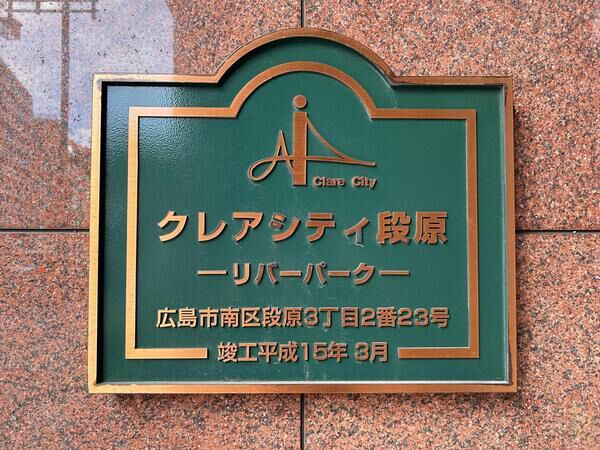 Clare City
クレアシティ段原
ーリバーパークー
広島市南区段原3丁目2番23号
竣工平成15年 3月